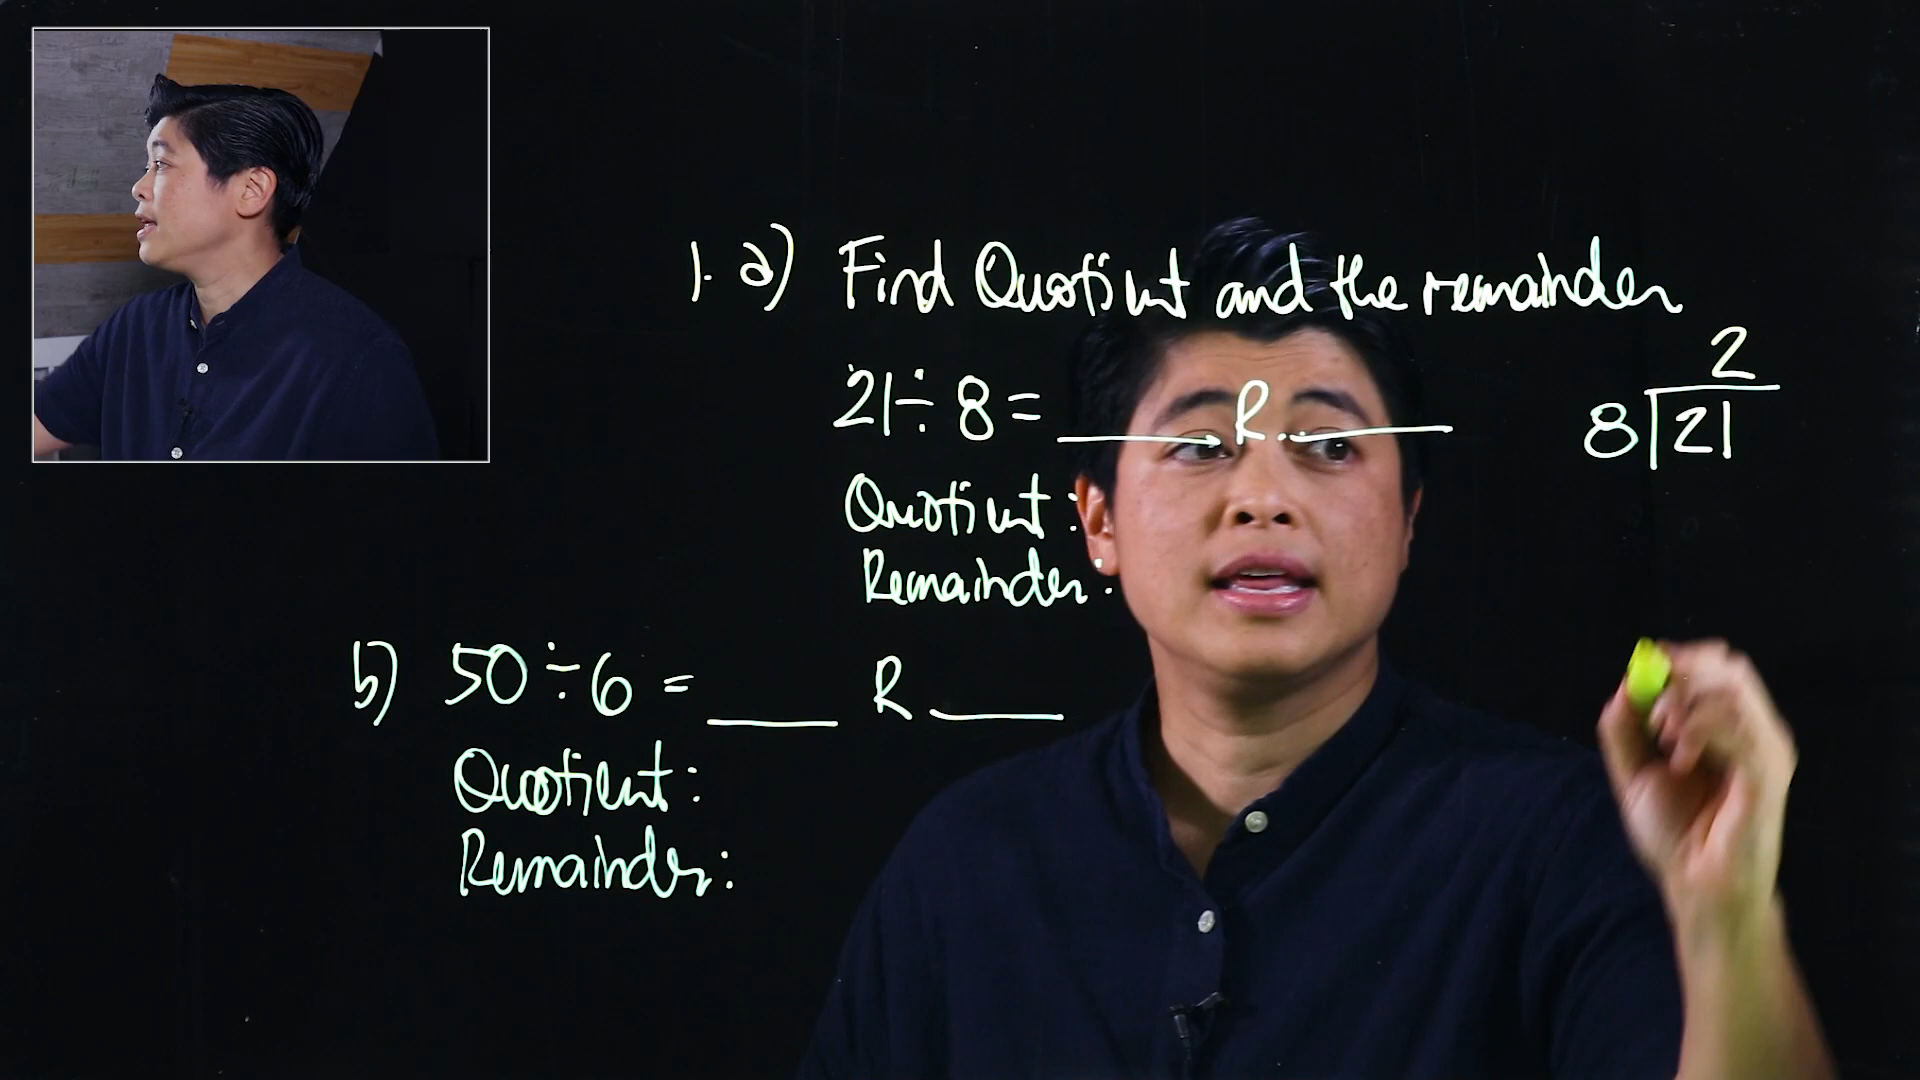 1. a) Find Quotient and the remainder
21 ÷ 8 = ____ R. ____
2
8 21
Quotient:
Remainder:
b) 50 ÷ 6 = ____ R ____
Quotient:
Remainder: